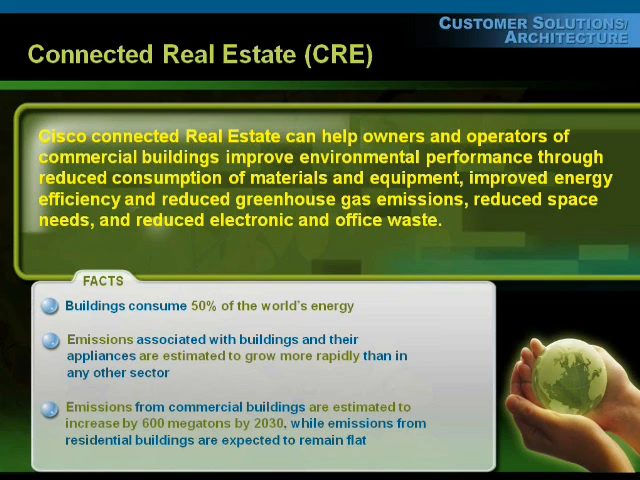 CUSTOMER SOLUTIONS/
ARCHITECTURE
Connected Real Estate (CRE)
Cisco connected Real Estate can help owners and operators of
commercial buildings improve environmental performance through
reduced consumption of materials and equipment, improved energy
efficiency and reduced greenhouse gas emissions, reduced space
needs, and reduced electronic and office waste.
FACTS
Buildings consume 50% of the world's energy
Emissions associated with buildings and their
appliances are estimated to grow more rapidly than in
any other sector
Emissions from commercial buildings are estimated to
increase by 600 megatons by 2030, while emissions from
residential buildings are expected to remain flat